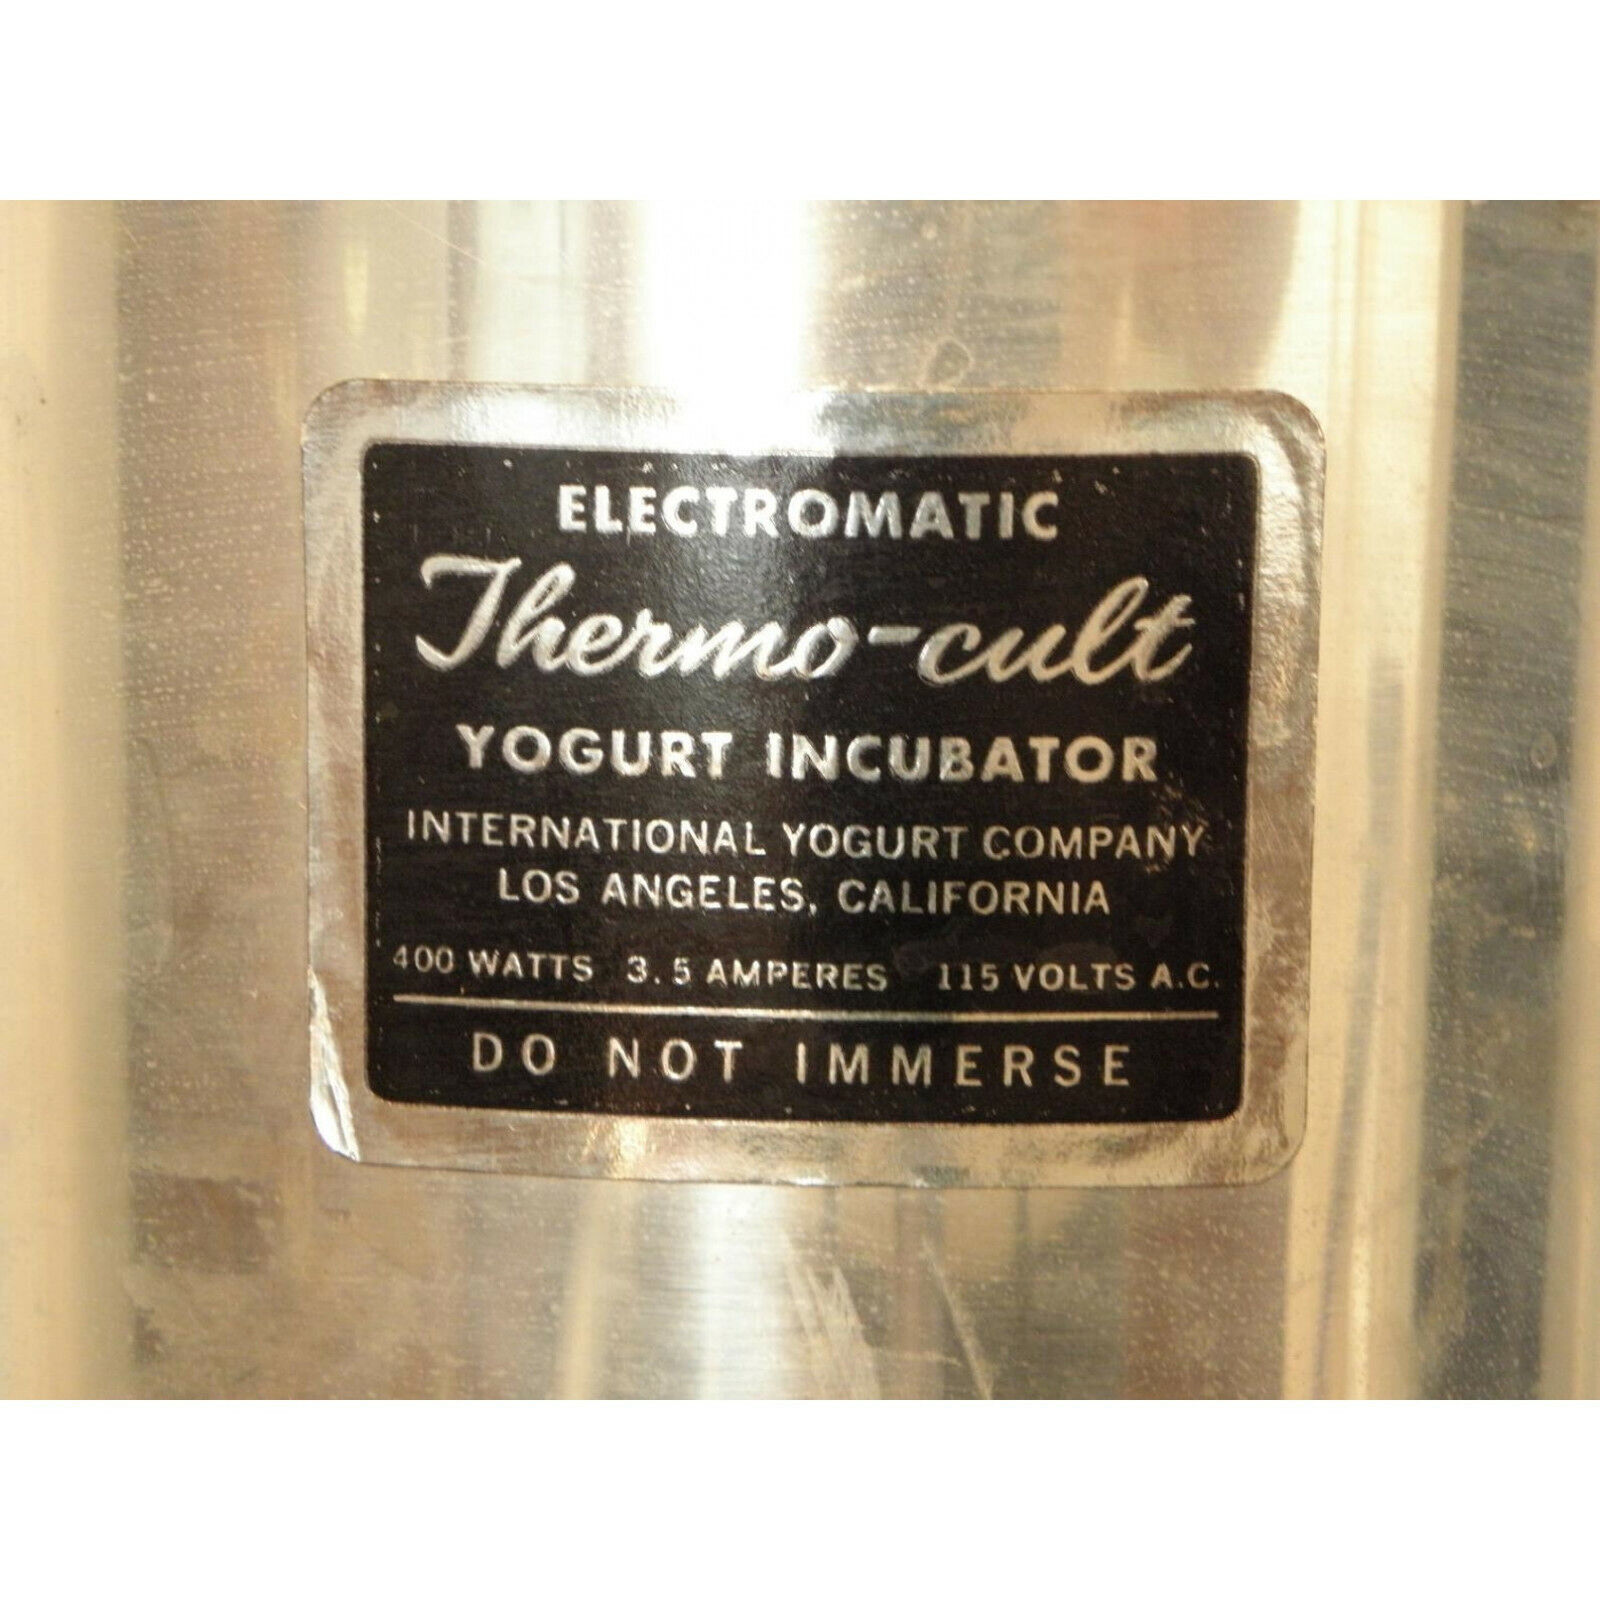 ELECTROMATIC
Thermo-cult
YOGURT INCUBATOR
INTERNATIONAL YOGURT COMPANY
LOS ANGELES, CALIFORNIA
400 WATTS 3.5 AMPERES 115 VOLTS A.C.
DO NOT IMMERSE